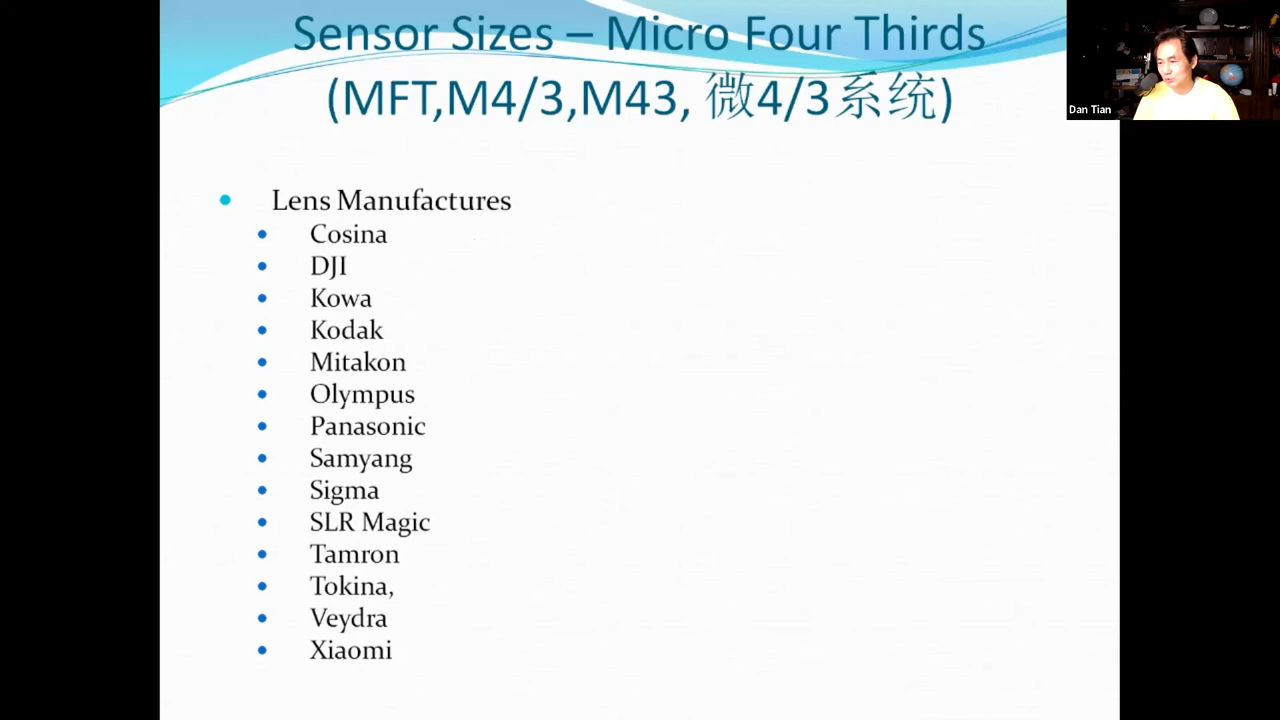 Sensor Sizes – Micro Four Thirds
(MFT,M4/3,M43, 微4/3系统)
Dan Tian
Lens Manufactures
Cosina
DJI
Kowa
Kodak
Mitakon
Olympus
Panasonic
Samyang
Sigma
SLR Magic
Tamron
Tokina,
Veydra
Xiaomi